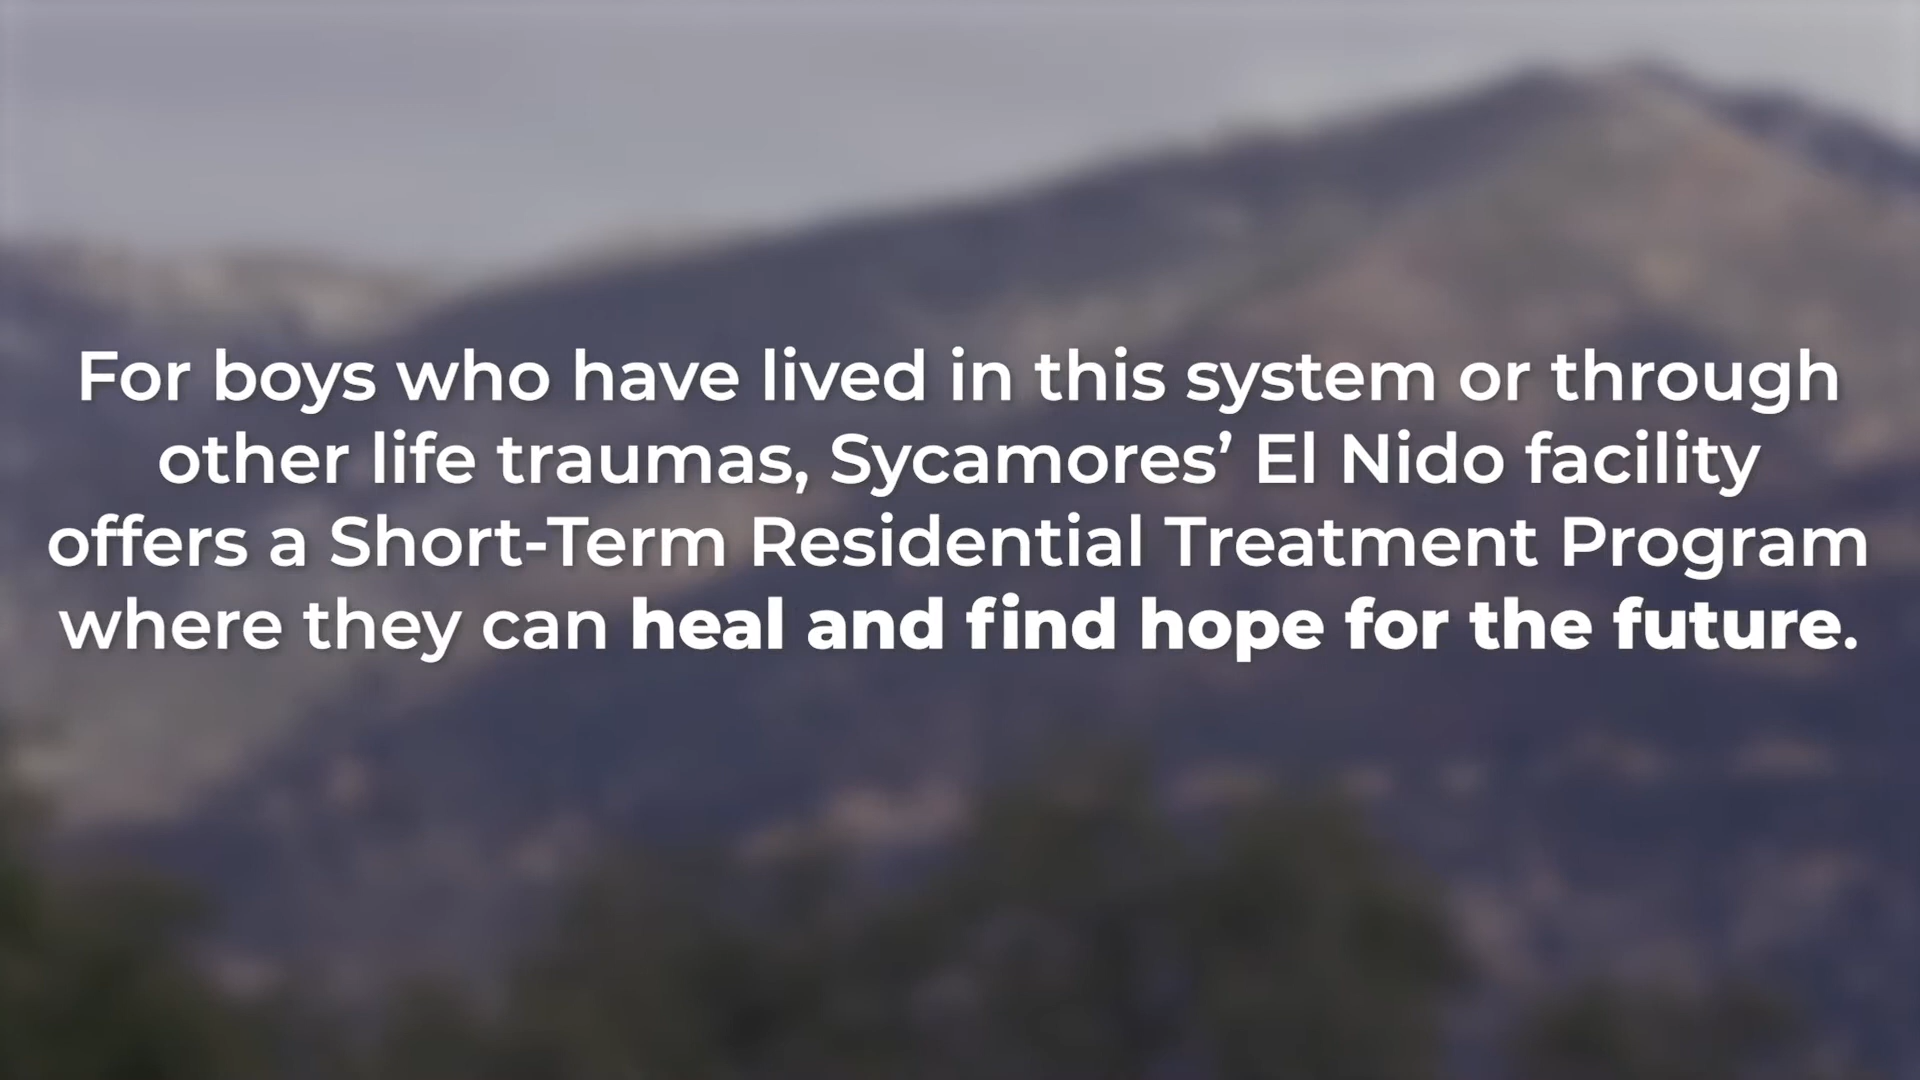 For boys who have lived in this system or through
other life traumas, Sycamores’ El Nido facility
offers a Short-Term Residential Treatment Program
where they can heal and find hope for the future.